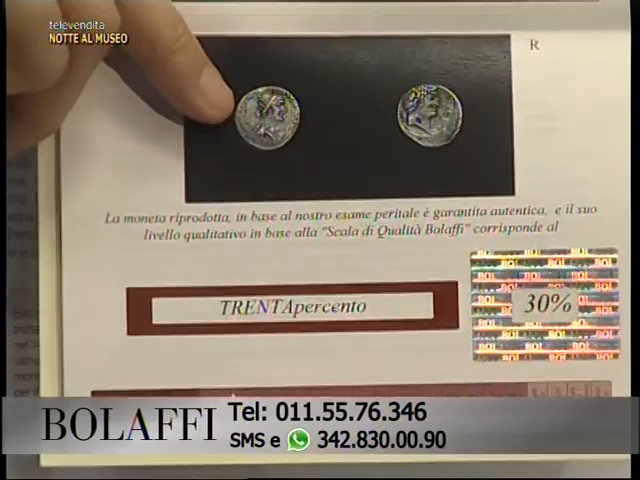 televendita
NOTTE AL MUSEO
R
La moneta riprodotta, in base al nostro esame peritale è garantita autentica, e il suo
livello qualitativo in base alla "Scala di Qualità Bolaffi" corrisponde al
TRENTApercento
30%
BOLAFFI
Tel: 011.55.76.346
SMS e 342.830.00.90